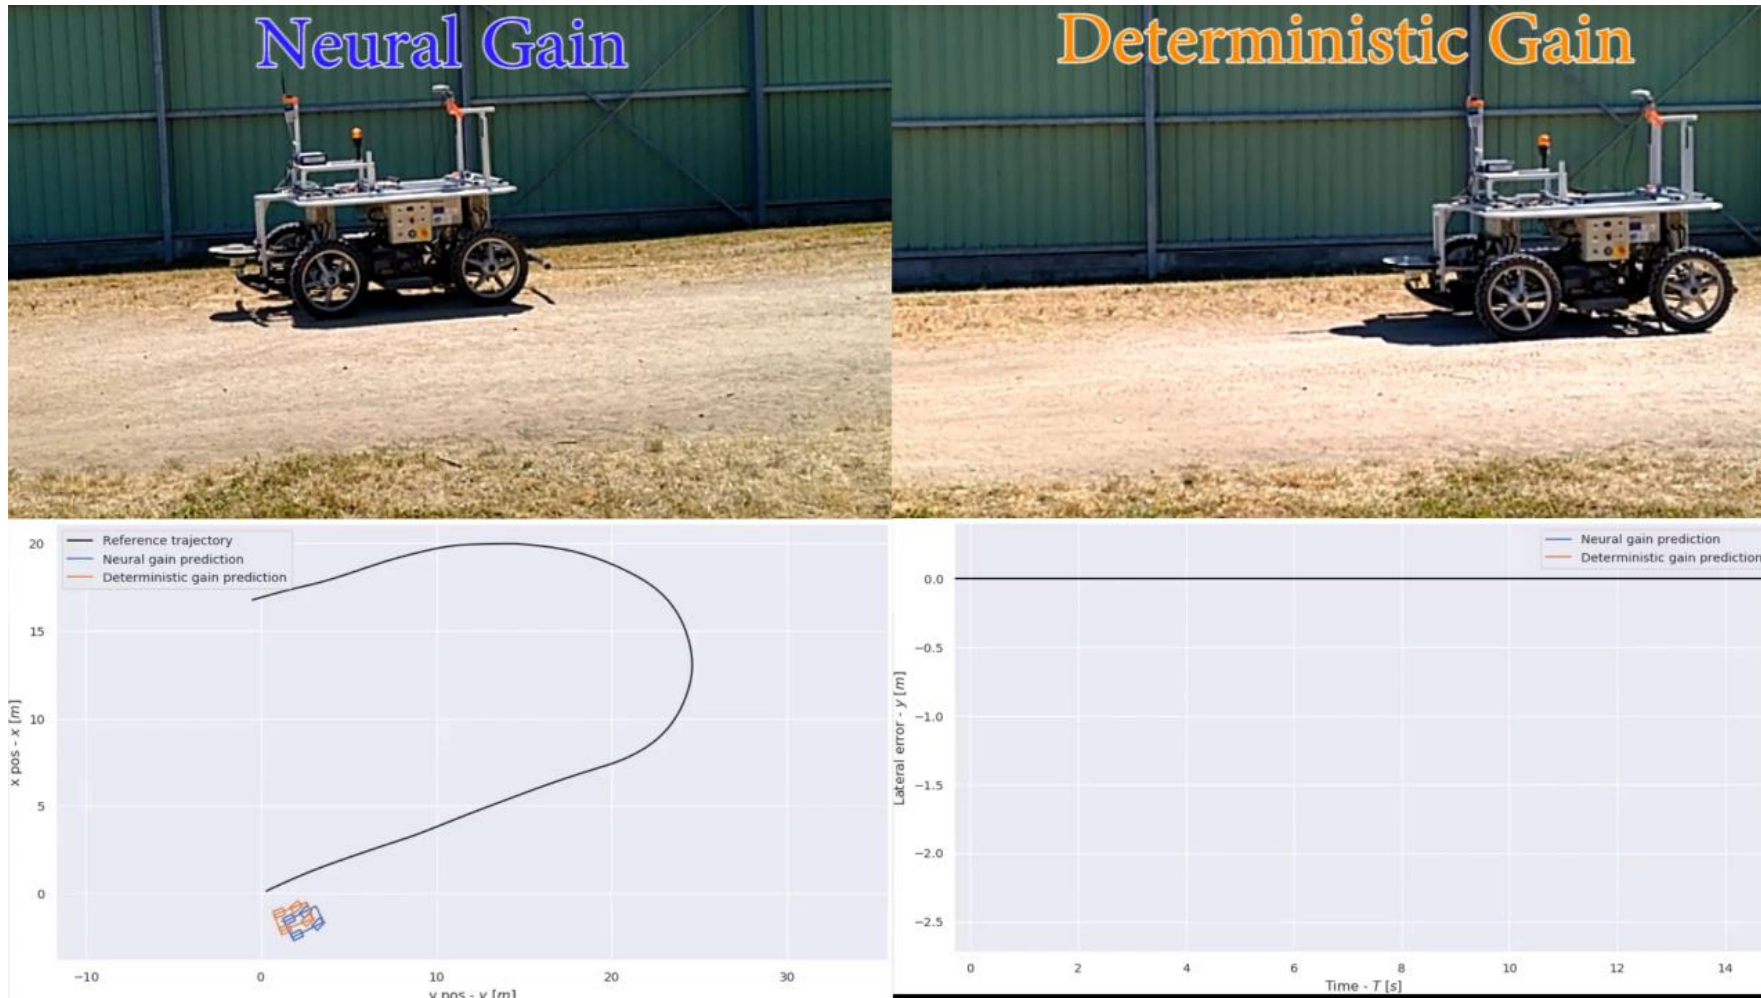 Neural Gain
Deterministic Gain
Reference trajectory
Neural gain prediction
Deterministic gain prediction
20
15
10
5
0
x pos - x [m]
−10
0
10
20
30
y pos - y [m]
Neural gain prediction
Deterministic gain prediction
0.0
−0.5
−1.0
−1.5
−2.0
−2.5
Lateral error - y [m]
0
2
4
6
8
10
12
14
Time - T [s]